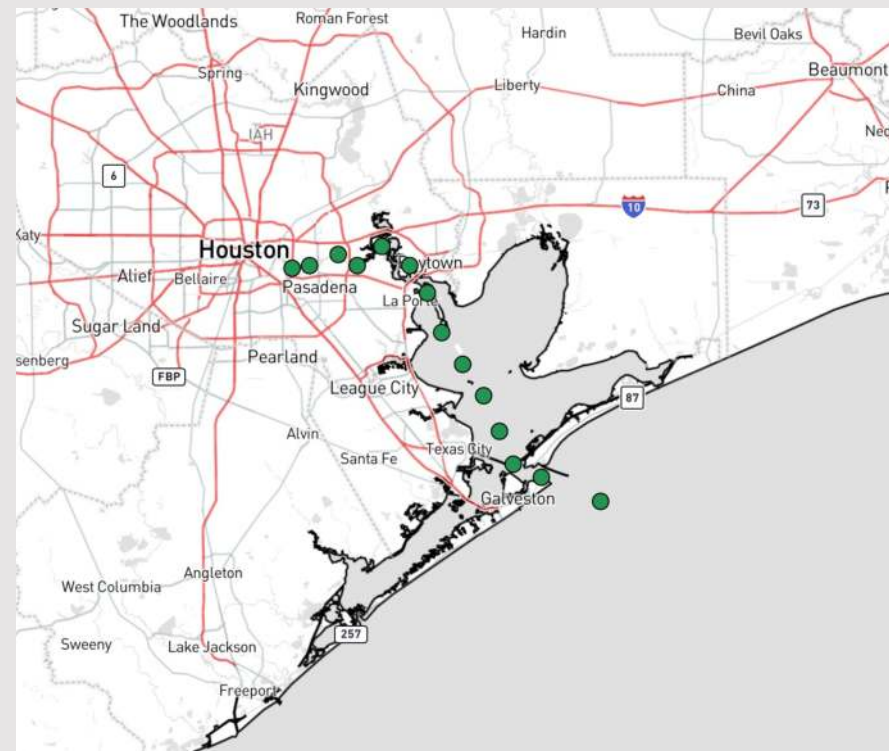 The Woodlands
Roman Forest
Hardin
Bevil Oaks
Spring
Kingwood
Liberty
China
Beaumont
IAH
6
10
73
Katy
Houston
Alief
Bellaire
Pasadena
La Porte
Sugar Land
Pearland
FBP
League City
87
Alvin
Santa Fe
Texas City
Galveston
West Columbia
Angleton
Sweeny
Lake Jackson
257
Freeport